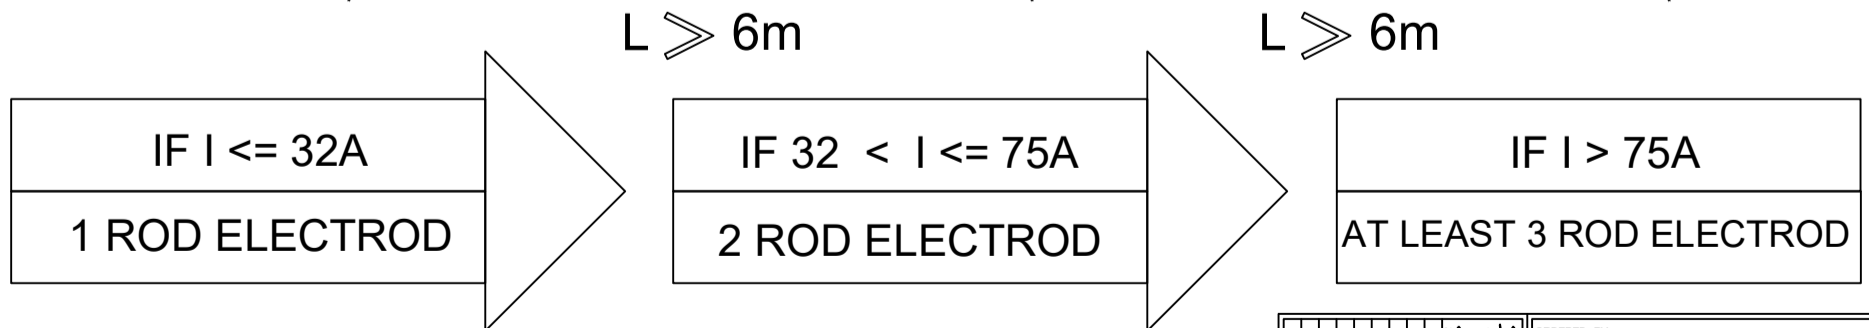 L ⩾ 6m
L ⩾ 6m
IF I <= 32A
1 ROD ELECTROD
IF 32 < I <= 75A
2 ROD ELECTROD
IF I > 75A
AT LEAST 3 ROD ELECTROD